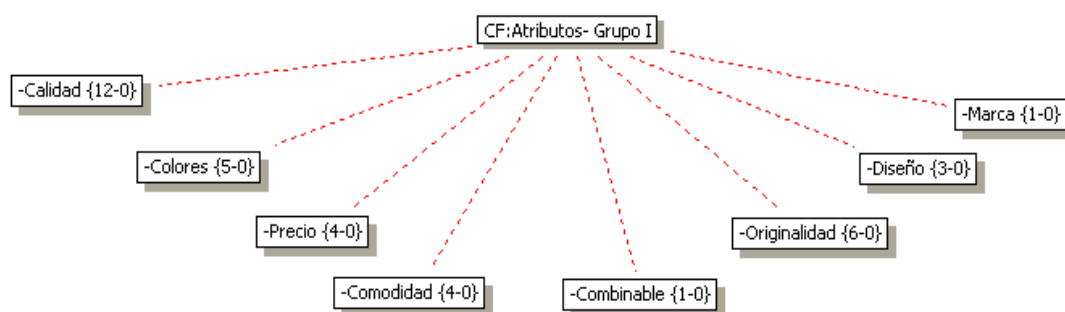 CF:Atributos- Grupo I
-Calidad {12-0}
-Marca {1-0}
-Colores {5-0}
-Diseño {3-0}
-Precio {4-0}
-Originalidad {6-0}
-Comodidad {4-0}
-Combinable {1-0}